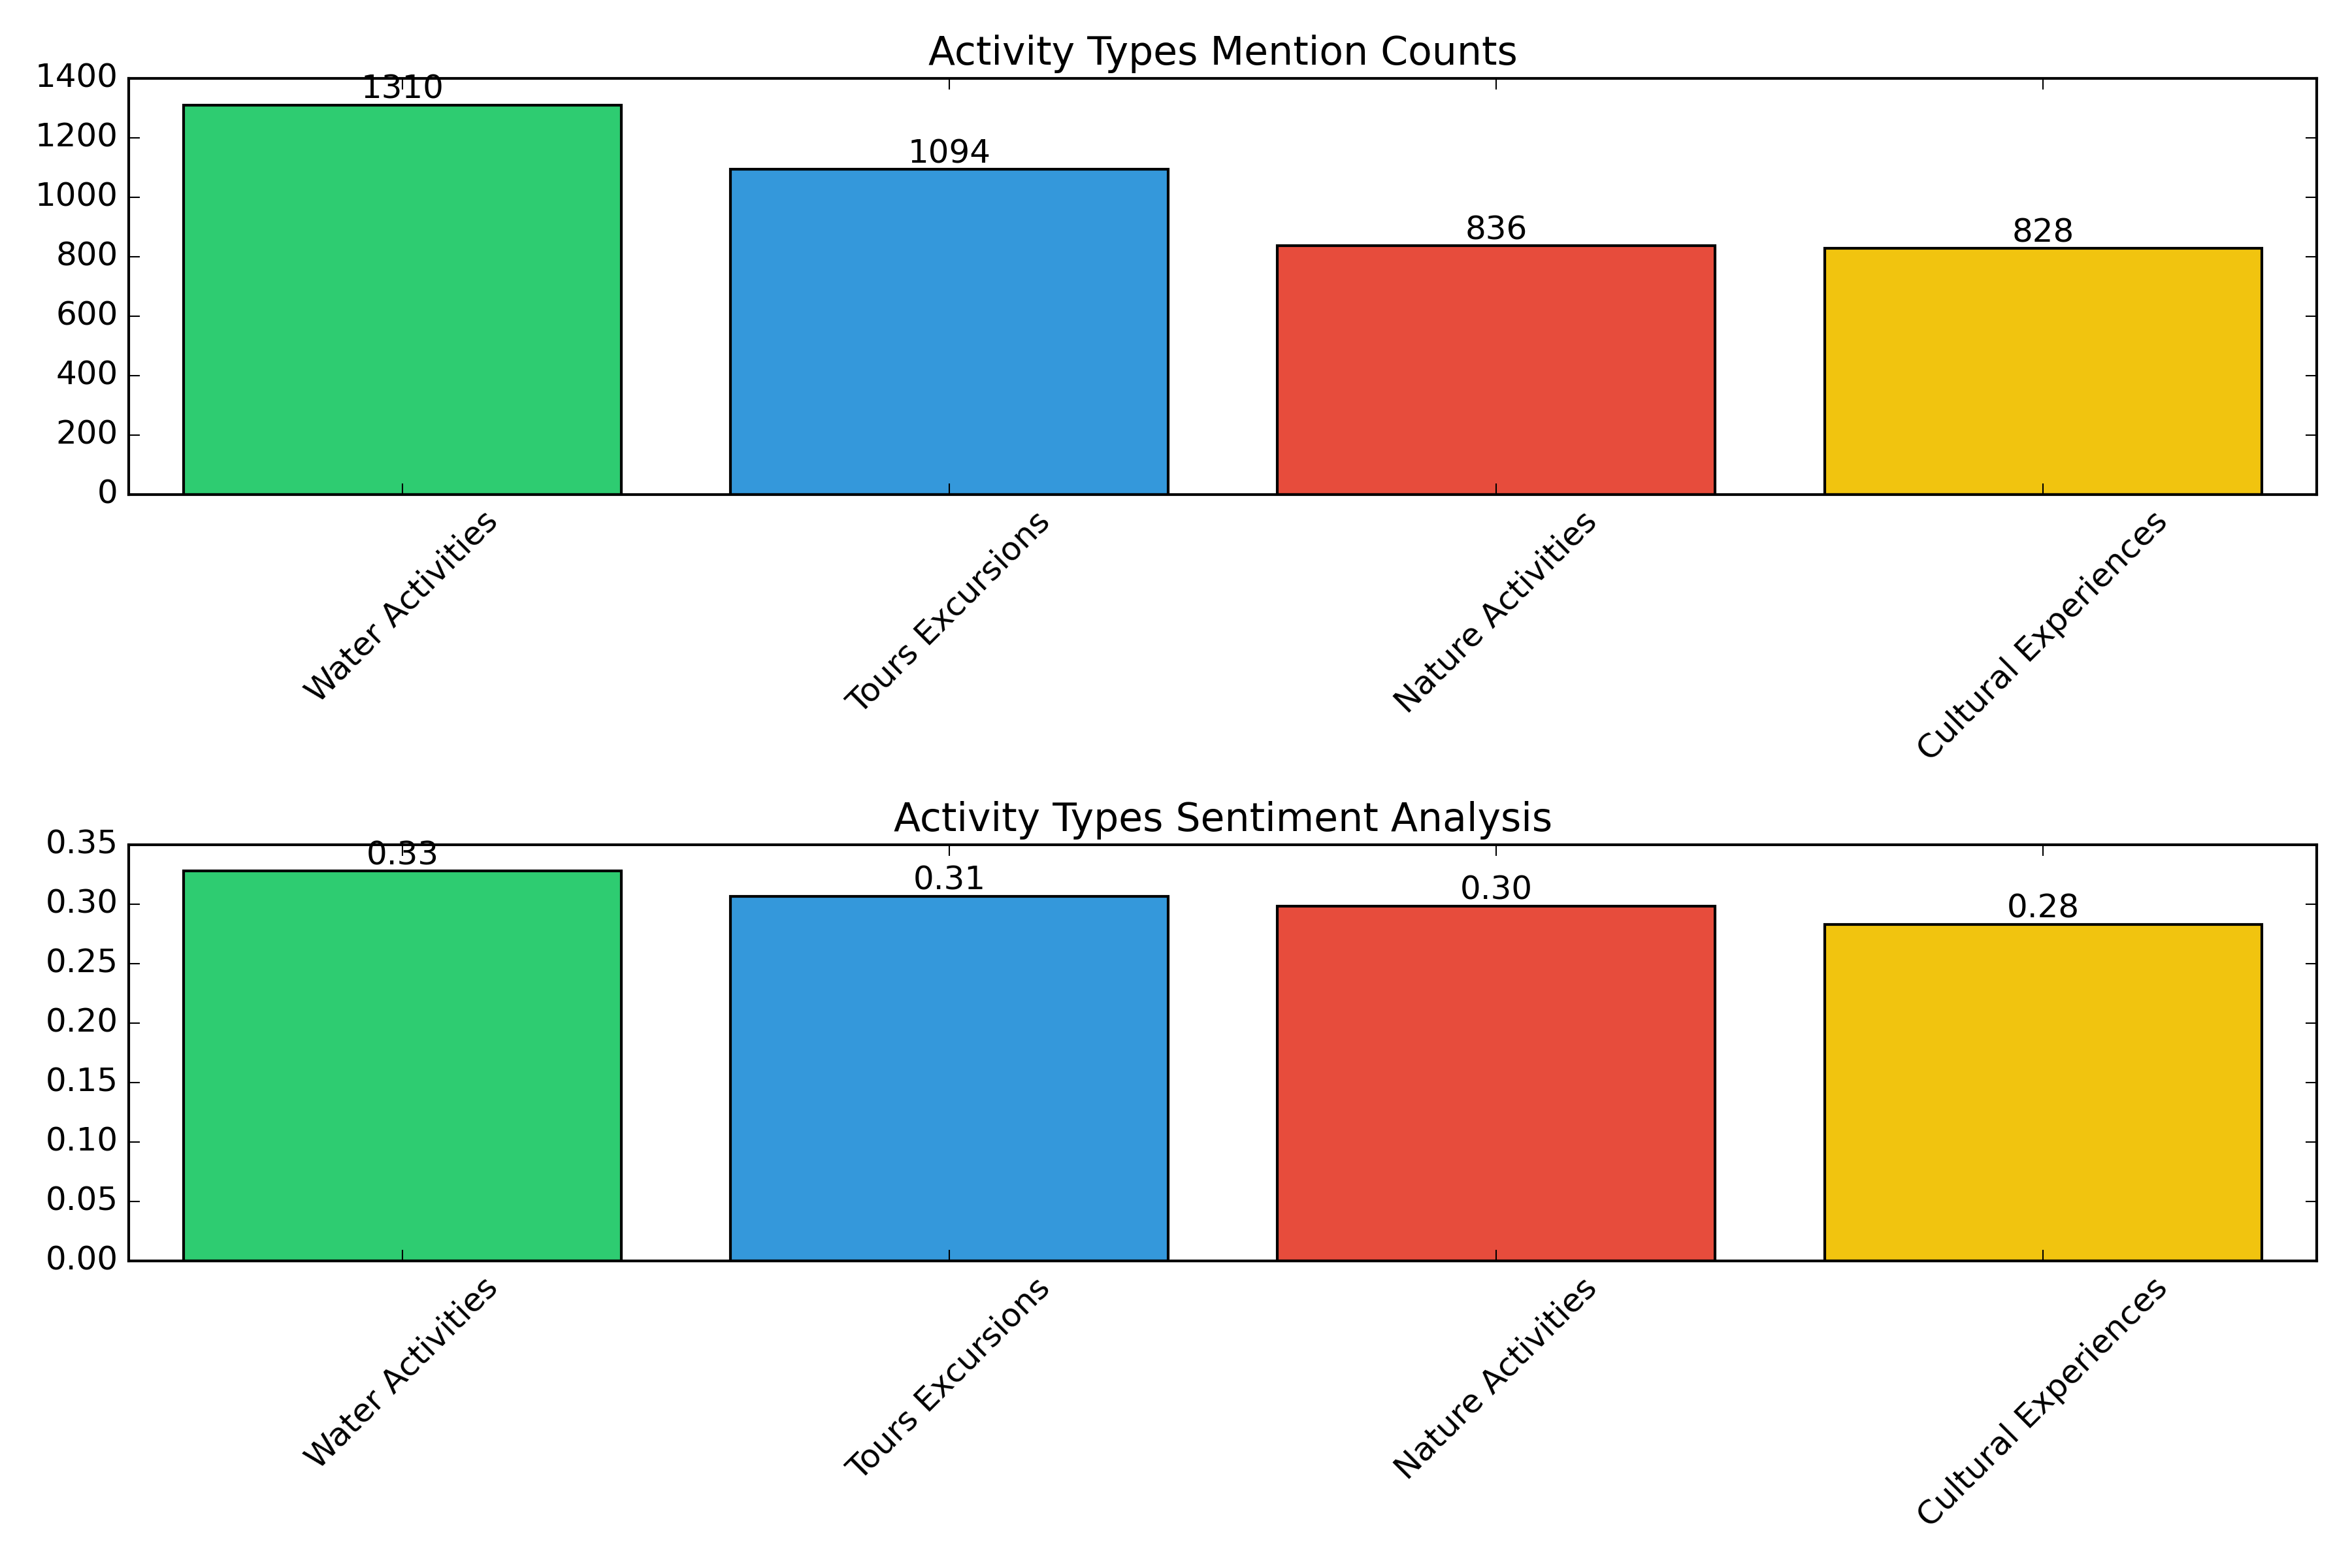 Activity Types Mention Counts
1400
1200
1000
800
600
400
200
0
1310
1094
836
828
Water Activities
Tours Excursions
Nature Activities
Cultural Experiences
Activity Types Sentiment Analysis
0.35
0.30
0.25
0.20
0.15
0.10
0.05
0.00
0.33
0.31
0.30
0.28
Water Activities
Tours Excursions
Nature Activities
Cultural Experiences